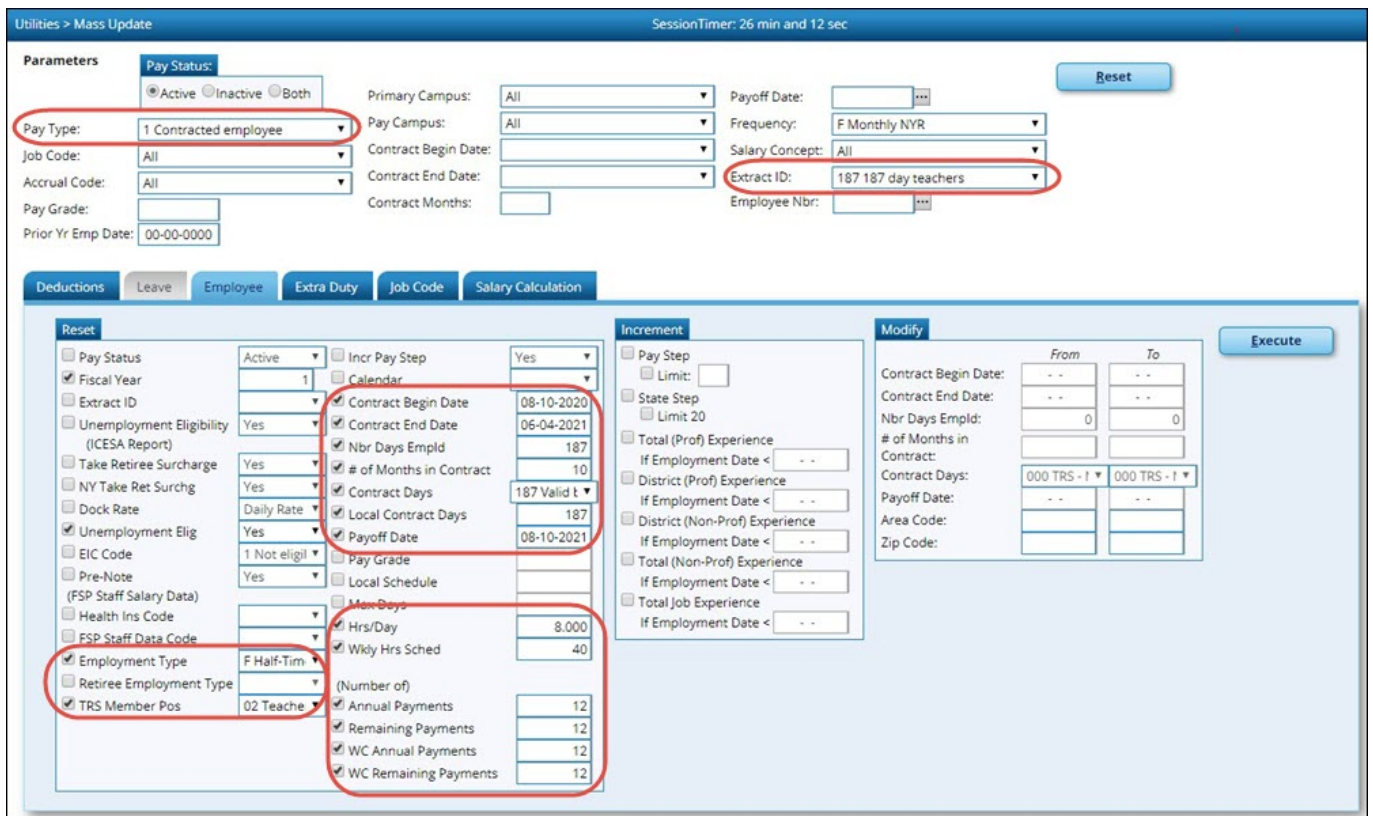 Utilities > Mass Update SessionTimer: 26 min and 12 sec
Parameters Pay Status:
Active Inactive Both
Reset
Primary Campus: All Payoff Date: ...
Pay Type: 1 Contracted employee Pay Campus: All Frequency: F Monthly NYR
Job Code: All Contract Begin Date: Salary Concept: All
Accrual Code: All Contract End Date: Extract ID: 187 187 day teachers
Pay Grade: Contract Months: Employee Nbr: ...
Prior Yr Emp Date: 00-00-0000
Deductions Leave Employee Extra Duty Job Code Salary Calculation
Reset
Pay Status Active
Fiscal Year 1
Extract ID
Unemployment Eligibility Yes
(ICESA Report)
Take Retiree Surcharge Yes
NY Take Ret Surchg Yes
Dock Rate Daily Rate
Unemployment Elig Yes
EIC Code 1 Not eligil
Pre-Note Yes
(FSP Staff Salary Data)
Health Ins Code
FSP Staff Data Code
Employment Type F Half-Tim
Retiree Employment Type
TRS Member Pos 02 Teache
Incr Pay Step Yes
Calendar
Contract Begin Date 08-10-2020
Contract End Date 06-04-2021
Nbr Days Empld 187
# of Months in Contract 10
Contract Days 187 Valid t
Local Contract Days 187
Payoff Date 08-10-2021
Pay Grade
Local Schedule
Max Days
Hrs/Day 8.000
Wkly Hrs Sched 40
(Number of)
Annual Payments 12
Remaining Payments 12
WC Annual Payments 12
WC Remaining Payments 12
Increment
Pay Step
Limit:
State Step
Limit 20
Total (Prof) Experience
If Employment Date < - -
District (Prof) Experience
If Employment Date < - -
District (Non-Prof) Experience
If Employment Date < - -
Total (Non-Prof) Experience
If Employment Date < - -
Total Job Experience
If Employment Date < - -
Modify
From To
Contract Begin Date: - - - -
Contract End Date: - - - -
Nbr Days Empld: 0 0
# of Months in
Contract:
Contract Days: 000 TRS - 000 TRS -
Payoff Date: - - - -
Area Code:
Zip Code:
Execute